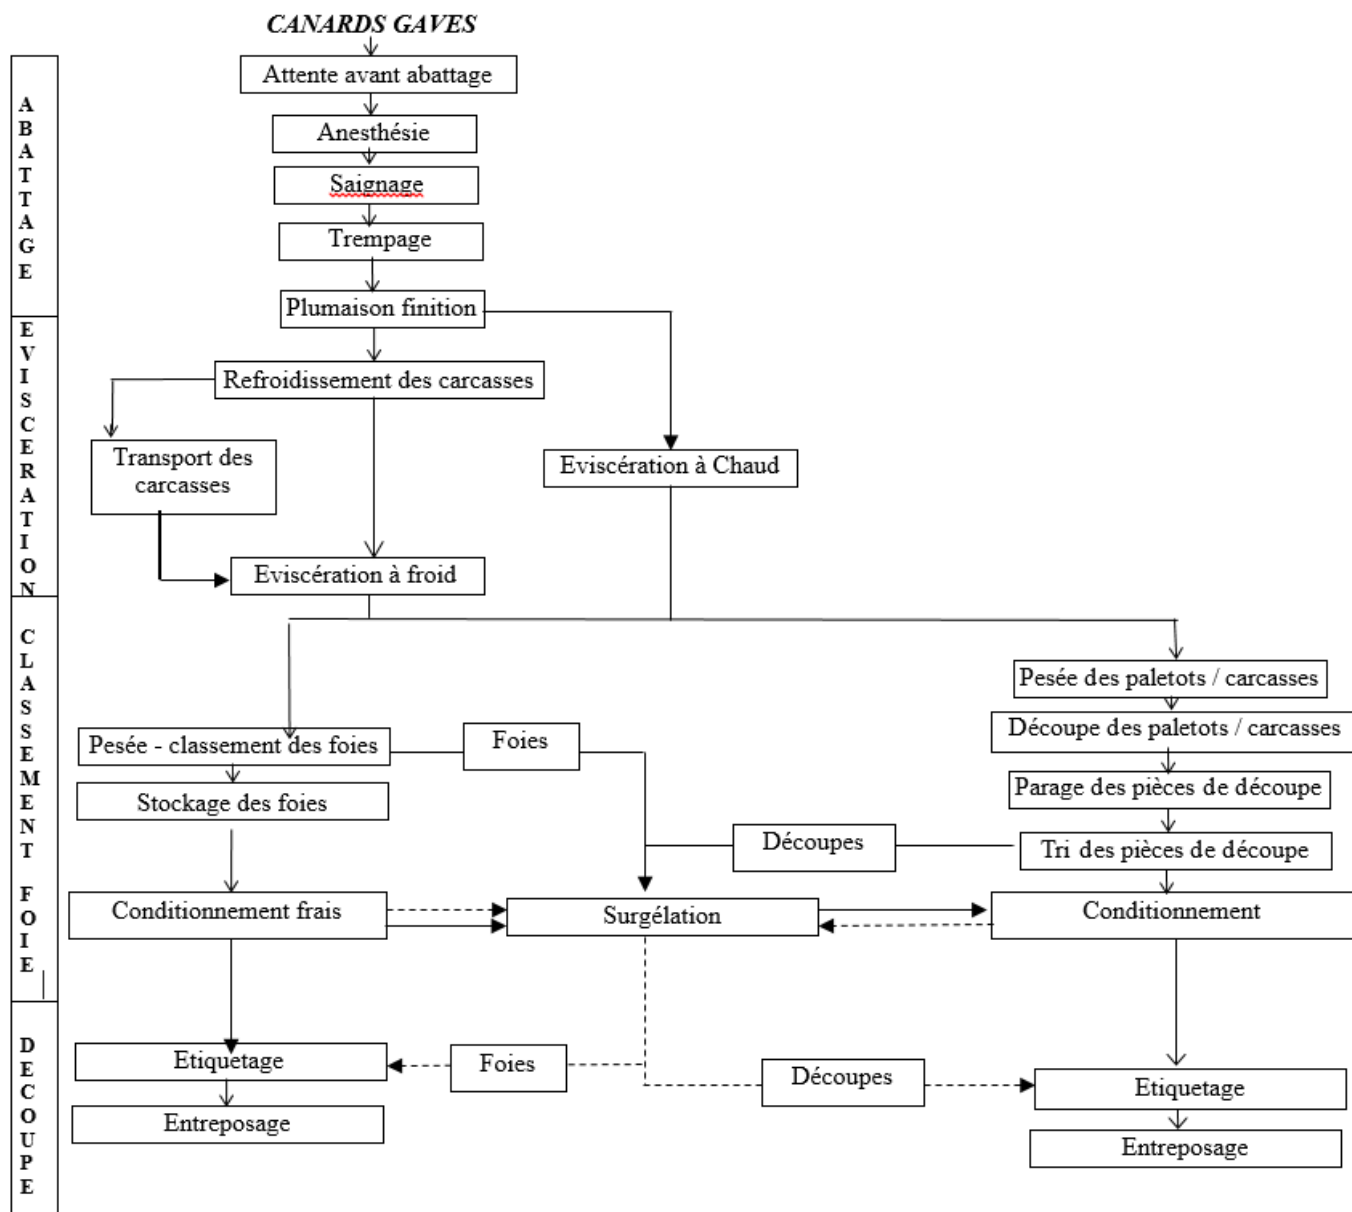 CANARDS GAVES
ABATTAGE
Attente avant abattage
Anesthésie
Saignage
Trempage
Plumaison finition
EVISCERATION
Refroidissement des carcasses
Transport des
carcasses
Eviscération à Chaud
Eviscération à froid
CLASSEMENT FOIE
Pesée des paletots / carcasses
Découpe des paletots / carcasses
Pesée - classement des foies
Foies
Parage des pièces de découpe
Stockage des foies
Découpes
Tri des pièces de découpe
Conditionnement frais
Surgélation
Conditionnement
DECOUPE
Etiquetage
Foies
Découpes
Etiquetage
Entreposage
Entreposage